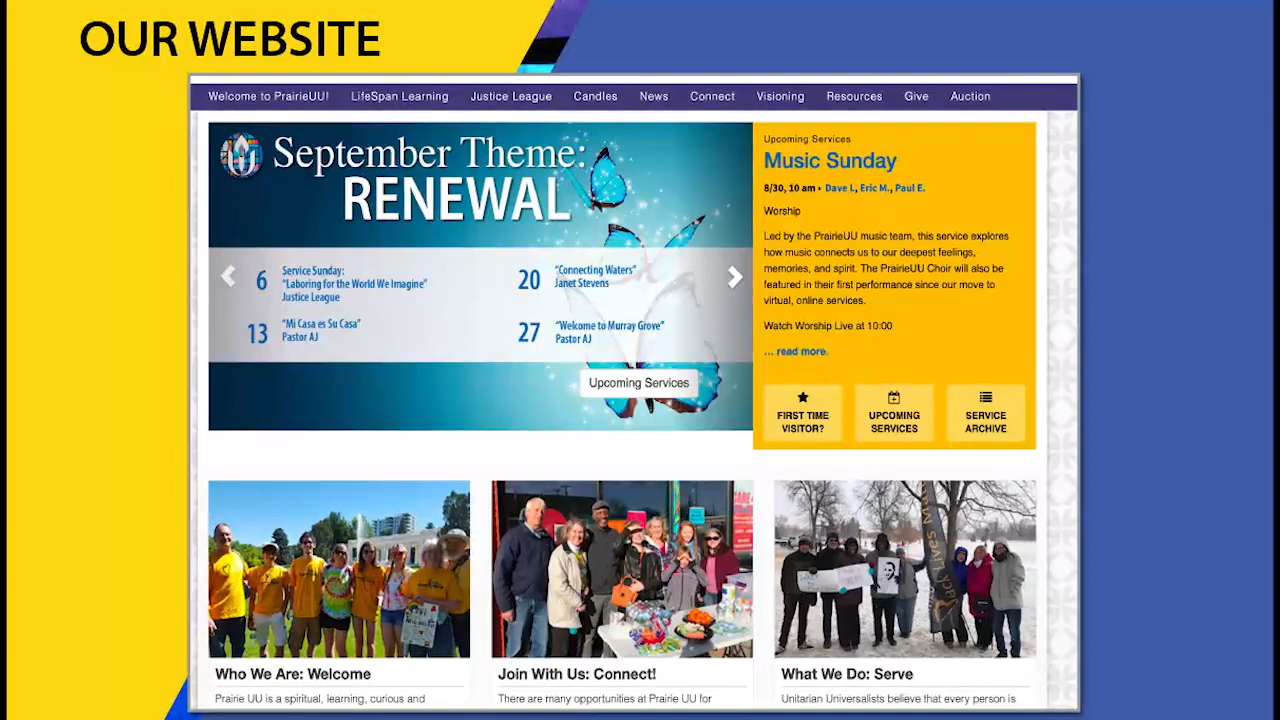 OUR WEBSITE
Welcome to PrairieUU! LifeSpan Learning Justice League Candles News Connect Visioning Resources Give Auction
September Theme:
RENEWAL
6 Service Sunday:
"Laboring for the World We Imagine"
Justice League
13 "Mi Casa es Su Casa"
Pastor AJ
20 "Connecting Waters"
Janet Stevens
27 "Welcome to Murray Grove"
Pastor AJ
Upcoming Services
Upcoming Services
Music Sunday
8/30, 10 am • Dave L, Eric M., Paul E.
Worship
Led by the PrairieUU music team, this service explores
how music connects us to our deepest feelings,
memories, and spirit. The PrairieUU Choir will also be
featured in their first performance since our move to
virtual, online services.
Watch Worship Live at 10:00
... read more.
FIRST TIME
VISITOR?
UPCOMING
SERVICES
SERVICE
ARCHIVE
Who We Are: Welcome
Prairie UU is a spiritual, learning, curious and
Join With Us: Connect!
There are many opportunities at Prairie UU for
What We Do: Serve
Unitarian Universalists believe that every person is